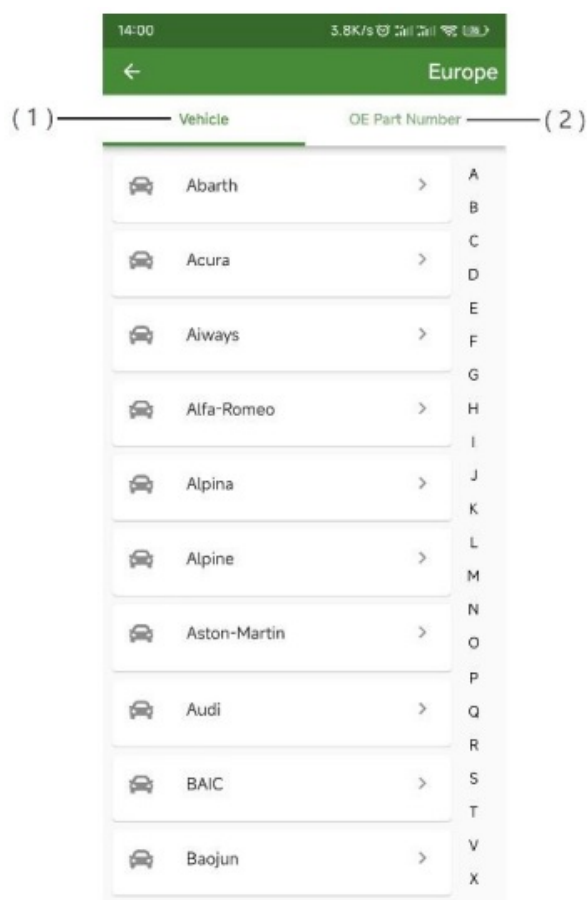 14:00 3.8K/s
Europe
(1) Vehicle OE Part Number (2)
Abarth
Acura
Aiways
Alfa-Romeo
Alpina
Alpine
Aston-Martin
Audi
BAIC
Baojun
A
B
C
D
E
F
G
H
I
J
K
L
M
N
O
P
Q
R
S
T
V
X